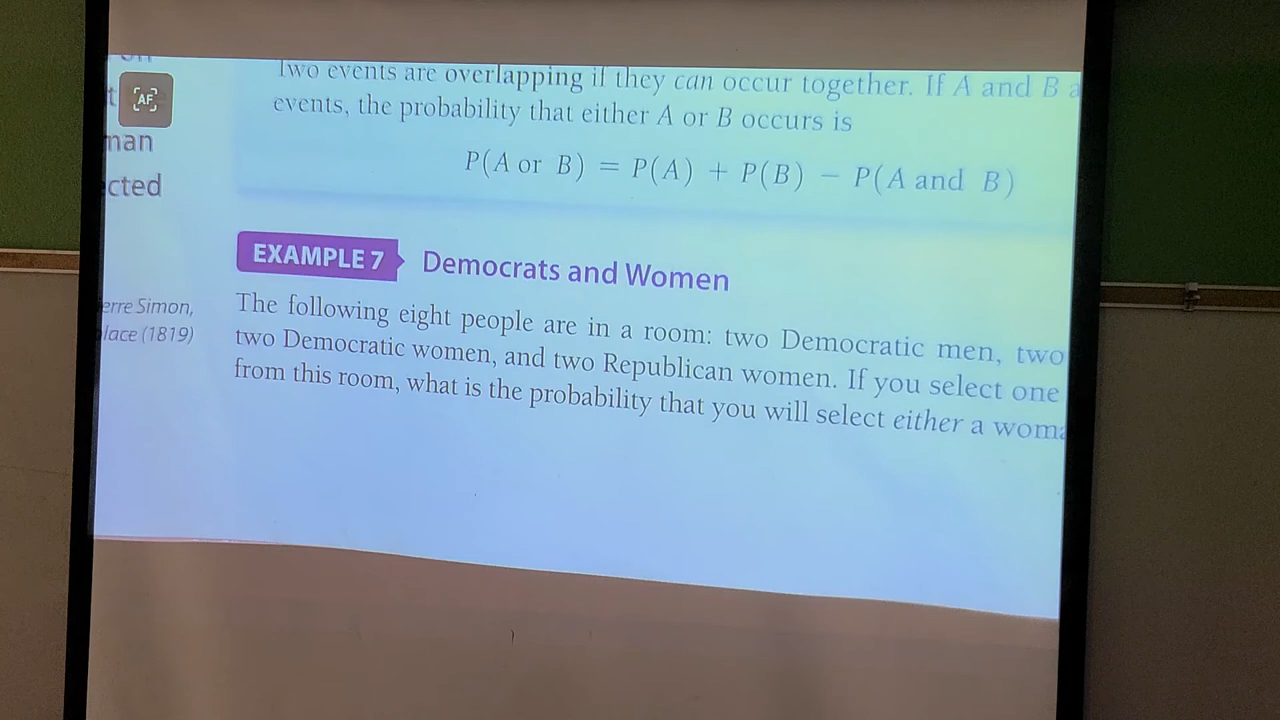 t
AF
man
cted
erre Simon,
lace (1819)
Two events are overlapping if they can occur together. If A and B a
events, the probability that either A or B occurs is
P(A or B) = P(A) + P(B) − P(A and B)
EXAMPLE 7 Democrats and Women
The following eight people are in a room: two Democratic men, two
two Democratic women, and two Republican women. If you select one
from this room, what is the probability that you will select either a woma